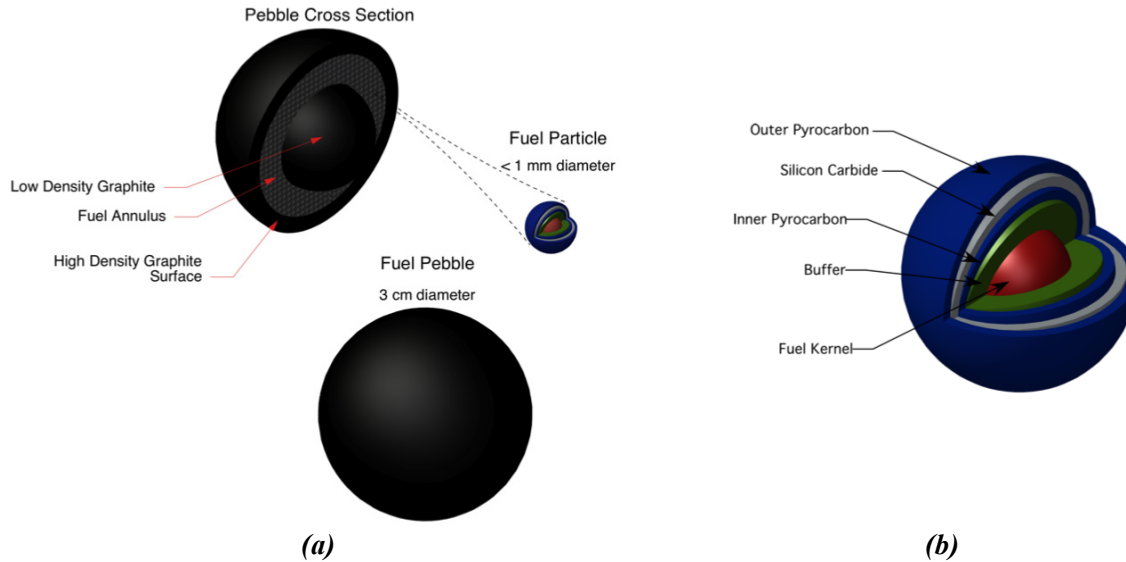 Pebble Cross Section
Low Density Graphite
Fuel Annulus
High Density Graphite
Surface
Fuel Particle
< 1 mm diameter
Fuel Pebble
3 cm diameter
(a)
Outer Pyrocarbon
Silicon Carbide
Inner Pyrocarbon
Buffer
Fuel Kernel
(b)